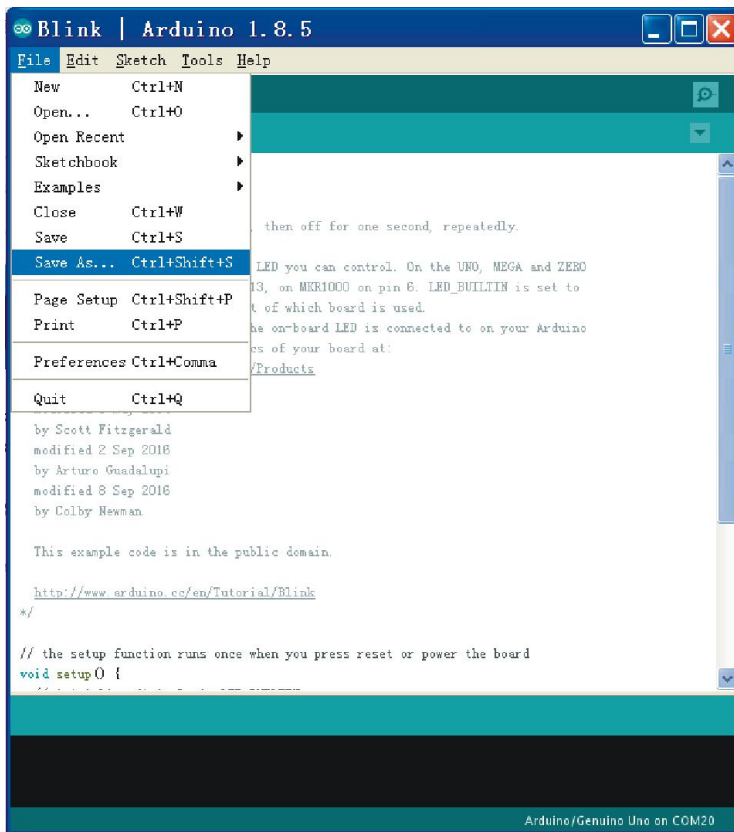 Blink | Arduino 1.8.5
File Edit Sketch Tools Help
New Ctrl+N
Open... Ctrl+O
Open Recent
Sketchbook
Examples
Close Ctrl+W
Save Ctrl+S
Save As... Ctrl+Shift+S
Page Setup Ctrl+Shift+P
Print Ctrl+P
Preferences Ctrl+Comma
Quit Ctrl+Q
then off for one second, repeatedly.
LED you can control. On the UNO, MEGA and ZERO
13, on MKR1000 on pin 6. LED_BUILTIN is set to
of which board is used.
the on-board LED is connected to on your Arduino
of your board at:
/Products
by Scott Fitzgerald
modified 2 Sep 2016
by Arturo Guadalupi
modified 8 Sep 2016
by Colby Newman
This example code is in the public domain.
http://www.arduino.cc/en/Tutorial/Blink
*/
// the setup function runs once when you press reset or power the board
void setup() {
Arduino/Genuino Uno on COM20